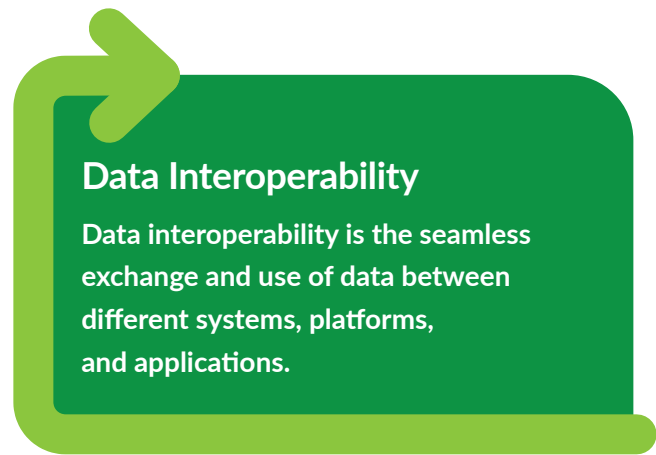 Data Interoperability
Data interoperability is the seamless
exchange and use of data between
different systems, platforms,
and applications.